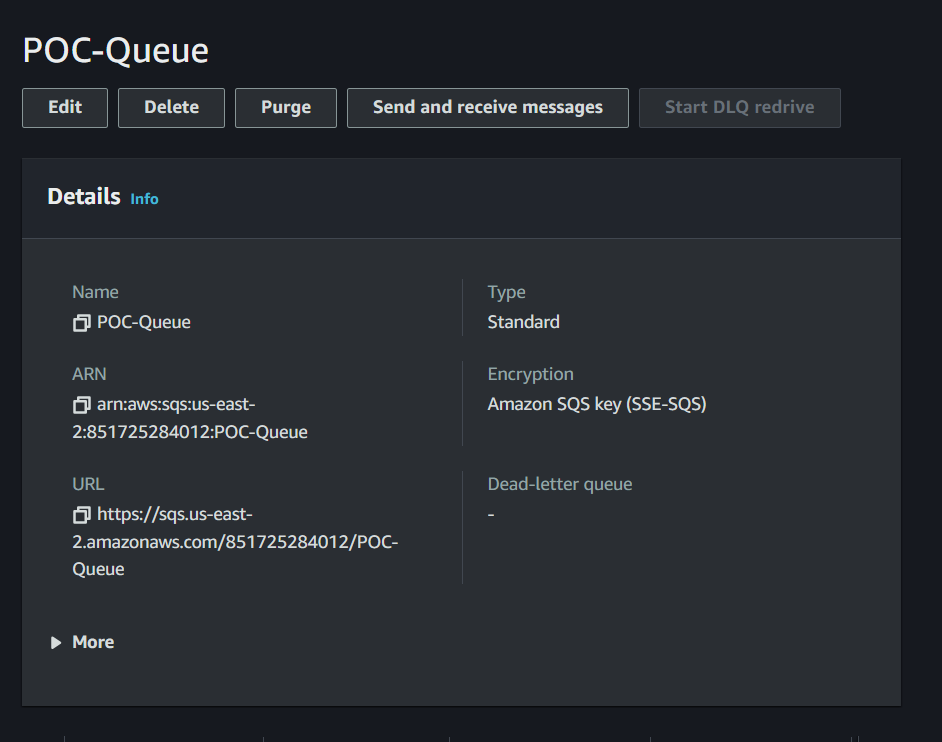 POC-Queue
Edit
Delete
Purge
Send and receive messages
Start DLQ redrive
Details Info
Name
POC-Queue
Type
Standard
ARN
arn:aws:sqs:us-east-
2:851725284012:POC-Queue
Encryption
Amazon SQS key (SSE-SQS)
URL
https://sqs.us-east-
2.amazonaws.com/851725284012/POC-
Queue
Dead-letter queue
-
More